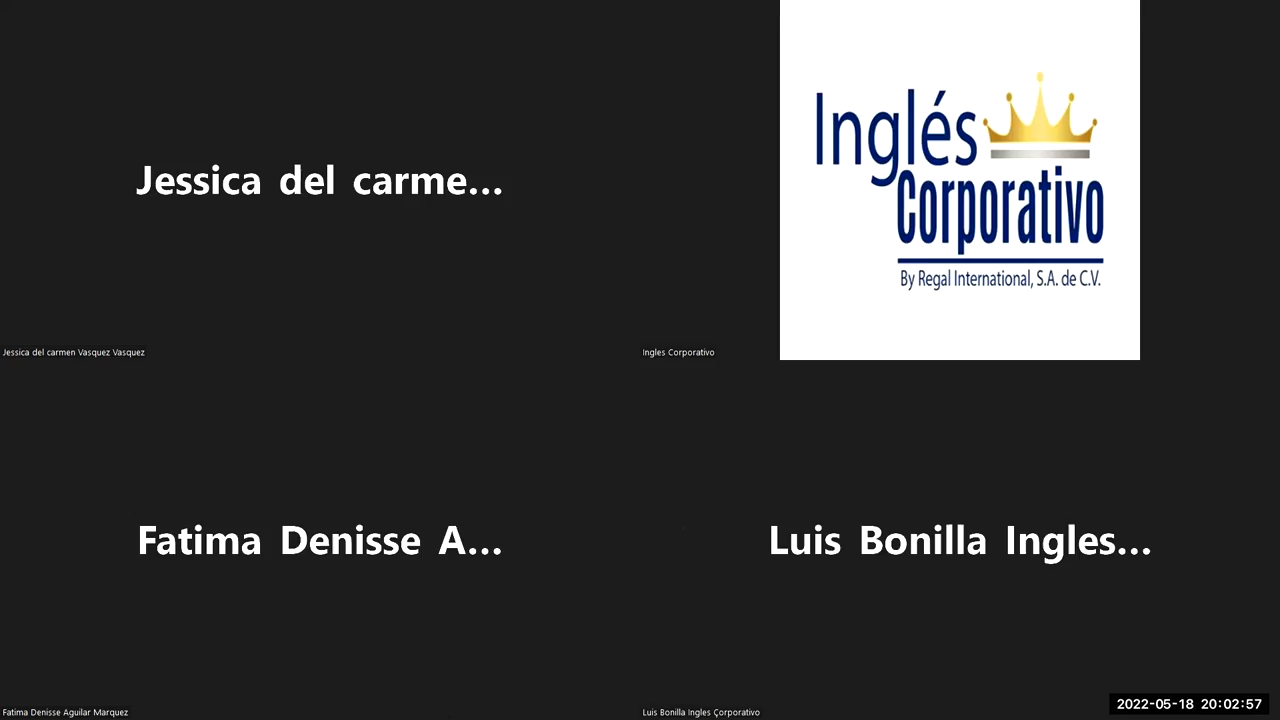 Jessica del carme...
Jessica del carmen Vasquez Vasquez
Inglés
Corporativo
By Regal International, S.A. de C.V.
Ingles Corporativo
Fatima Denisse A...
Fatima Denisse Aguilar Marquez
Luis Bonilla Ingles...
Luis Bonilla Ingles Çorporativo
2022-05-18 20:02:57